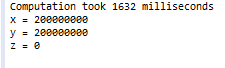 Computation took 1632 milliseconds
x = 200000000
y = 200000000
z = 0